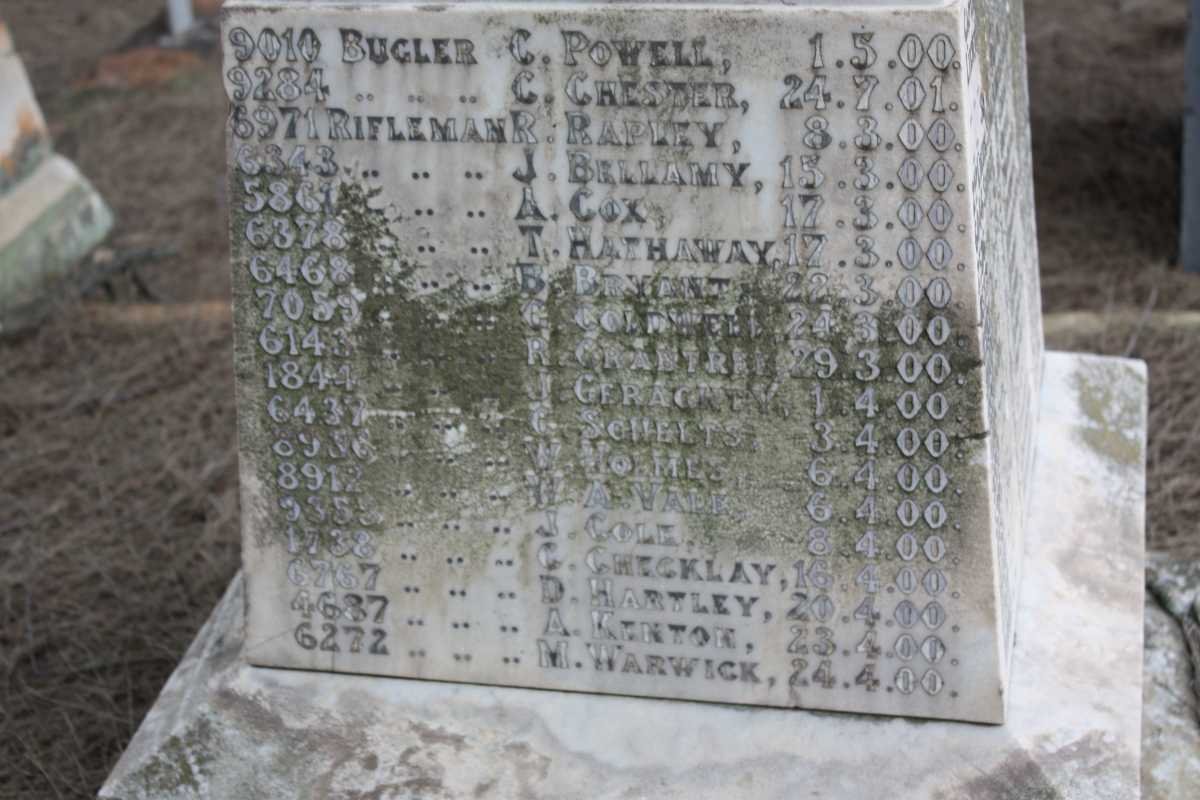 9010 BUGLER C. POWELL, 1.5.00.
9284 .. .. .. C. CHESTER, 24.7.01.
6971 RIFLEMAN R. RAPLEY, 8.3.00.
6343 .. .. .. J. BELLAMY, 15.3.00.
5861 .. .. A. COX, 17.3.00.
6378 .. .. T. HATHAWAY, 17.3.00.
6468 .. .. B. BRYANT, 22.3.00.
7059 .. .. C. COLDWELL, 24.3.00.
6143 .. .. R. CRABTREE, 29.3.00.
1844 .. .. J. GERAGHTY, 1.4.00.
6437 .. .. C. SCHELTS, 3.4.00.
.. .. W. HOLMES, 6.4.00.
8912 .. .. W. A. VALE, 6.4.00.
.. .. J. COLE. 8.4.00.
1738 .. .. .. C. CHECKLAY, 16.4.00.
6767 .. .. .. D. HARTLEY, 20.4.00.
4687 .. .. .. A. KENTON, 23.4.00.
6272 .. .. .. M. WARWICK, 24.4.00.